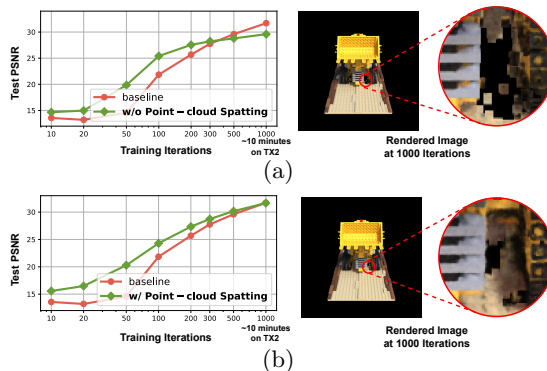 Test PSNR
30
25
20
15
baseline
w/o Point-cloud Spatting
10 20 50 100 200 300 500 1000
Training Iterations
~10 minutes
on TX2
Rendered Image
at 1000 Iterations
(a)
Test PSNR
30
25
20
15
baseline
w/ Point-cloud Spatting
10 20 50 100 200 300 500 1000
Training Iterations
~10 minutes
on TX2
Rendered Image
at 1000 Iterations
(b)